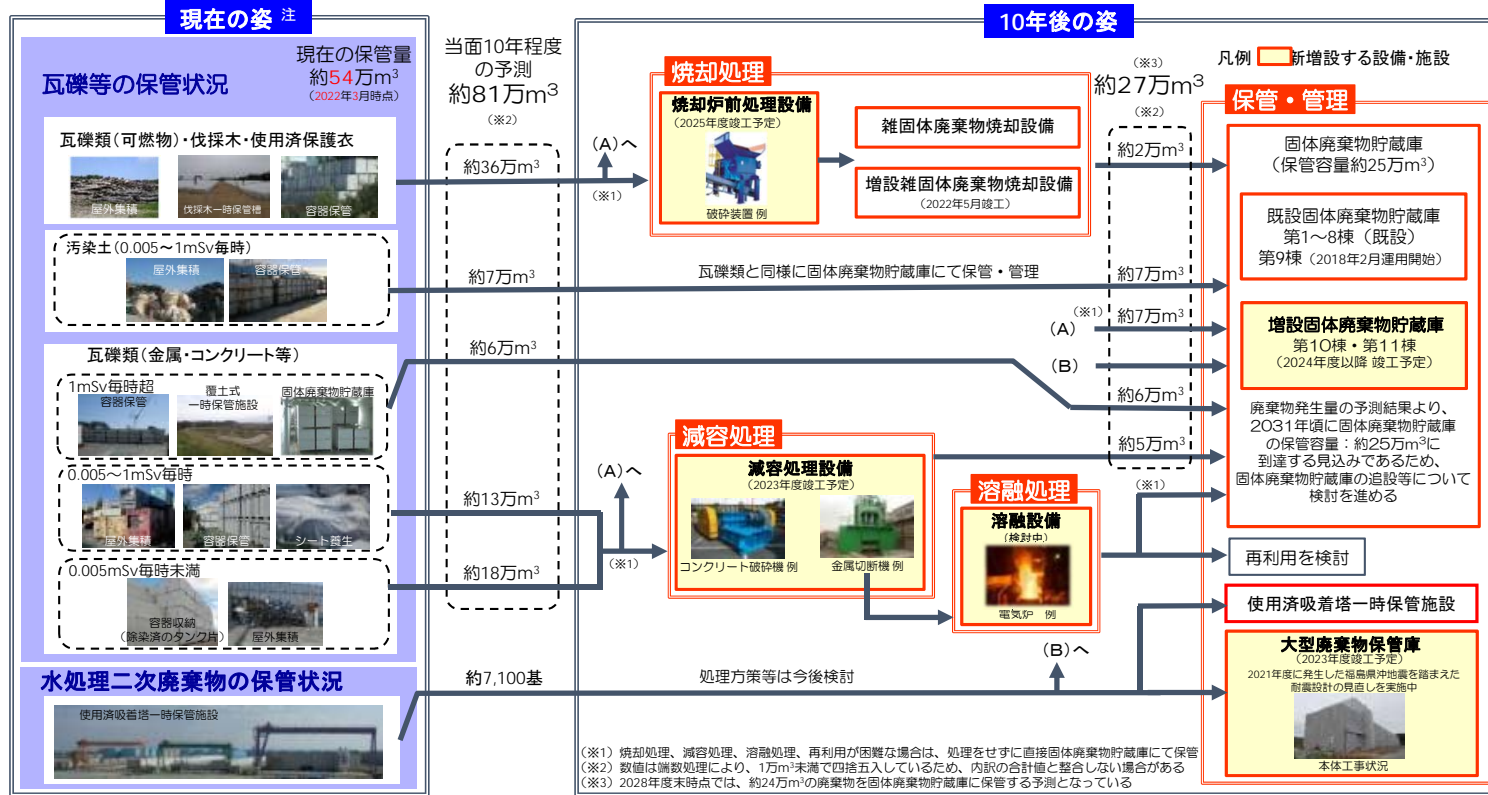 現在の姿 注
瓦礫等の保管状況
現在の保管量
約54万m³
(2022年3月時点)
瓦礫類(可燃物)・伐採木・使用済保護衣
屋外集積
伐採木一時保管槽
容器保管
汚染土(0.005～1mSv毎時)
屋外集積
容器保管
瓦礫類(金属・コンクリート等)
1mSv毎時超
容器保管
覆土式
一時保管施設
固体廃棄物貯蔵庫
0.005～1mSv毎時
屋外集積
容器保管
シート養生
0.005mSv毎時未満
容器収納
(除染済のタンク片)
屋外集積
水処理二次廃棄物の保管状況
使用済吸着塔一時保管施設
当面10年程度
の予測
約81万m³
(※2)
約36万m³
約7万m³
約6万m³
約13万m³
約18万m³
約7,100基
10年後の姿
凡例 新増設する設備・施設
(A)へ
(※1)
焼却処理
焼却炉前処理設備
(2025年度竣工予定)
破砕装置 例
雑固体廃棄物焼却設備
増設雑固体廃棄物焼却設備
(2022年5月竣工)
瓦礫類と同様に固体廃棄物貯蔵庫にて保管・管理
(A)へ
(※1)
減容処理
減容処理設備
(2023年度竣工予定)
コンクリート破砕機 例
金属切断機 例
溶融処理
溶融設備
(検討中)
電気炉 例
処理方策等は今後検討
(B)へ
(※3)
約27万m³
(※2)
約2万m³
約7万m³
(A)
(※1)
約7万m³
(B)
約6万m³
約5万m³
(※1)
保管・管理
固体廃棄物貯蔵庫
(保管容量約25万m³)
既設固体廃棄物貯蔵庫
第1～8棟(既設)
第9棟(2018年2月運用開始)
増設固体廃棄物貯蔵庫
第10棟・第11棟
(2024年度以降 竣工予定)
廃棄物発生量の予測結果より、
2031年頃に固体廃棄物貯蔵庫
の保管容量：約25万m³に
到達する見込みであるため、
固体廃棄物貯蔵庫の追設等について
検討を進める
再利用を検討
使用済吸着塔一時保管施設
大型廃棄物保管庫
(2023年度竣工予定)
2021年度に発生した福島県沖地震を踏まえた
耐震設計の見直しを実施中
本体工事状況
(※1) 焼却処理、減容処理、溶融処理、再利用が困難な場合は、処理をせずに直接固体廃棄物貯蔵庫にて保管
(※2) 数値は端数処理により、1万m³未満で四捨五入しているため、内訳の合計値と整合しない場合がある
(※3) 2028年度末時点では、約24万m³の廃棄物を固体廃棄物貯蔵庫に保管する予測となっている